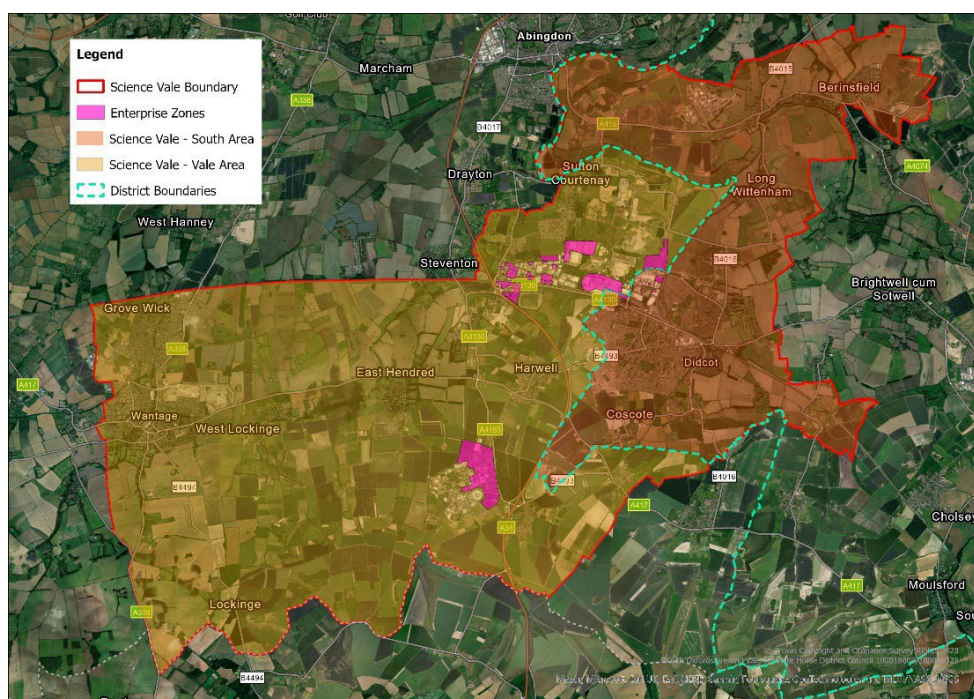 Golf Club
Abingdon
Legend
Science Vale Boundary
Enterprise Zones
Science Vale - South Area
Science Vale - Vale Area
District Boundaries
Marcham
A338
B4017
B4015
Berinsfield
A415
Drayton
Sutton
Courtenay
Long
Wittenham
A4074
West Hanney
Steventon
B4016
Brightwell cum
Sotwell
Grove Wick
A4130
A338
A4130
Harwell
B4493
Didcot
A417
East Hendred
Wantage
West Lockinge
Coscote
A4185
B4494
B4493
B4016
A417
A34
Cholsey
Lockinge
A338
A417
Moulsford
B4494